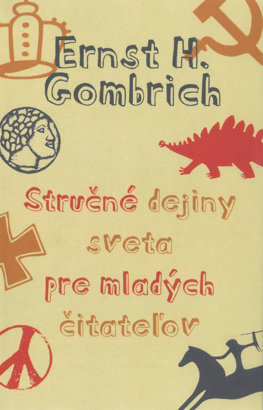 Ernst H.
Gombrich
Stručné dejiny
sveta
pre mladých
čitateľov